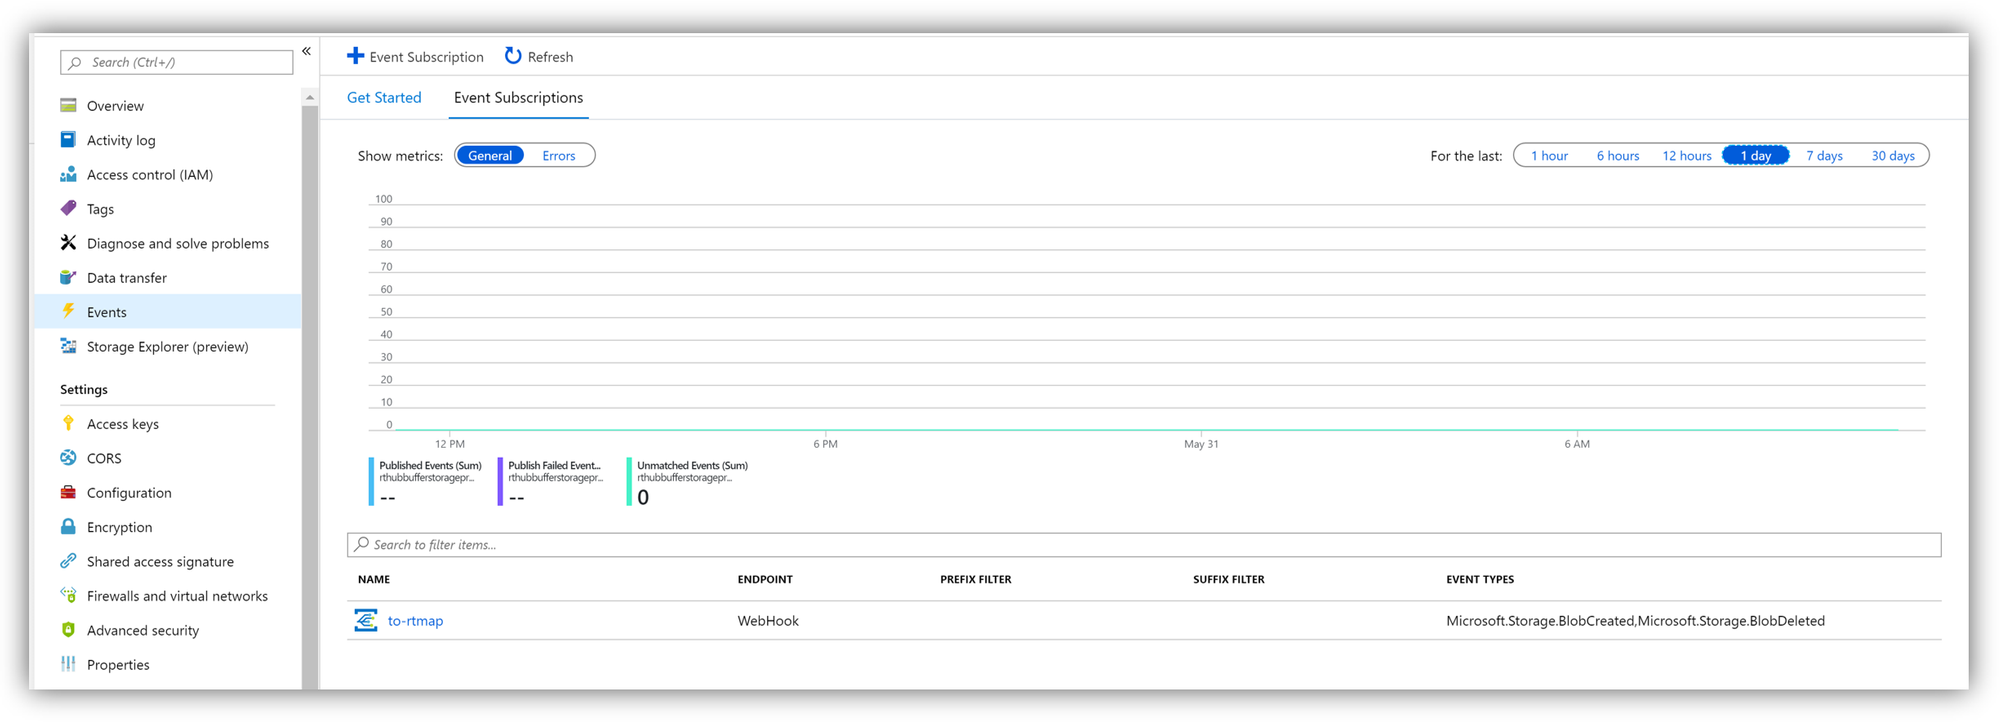 Search (Ctrl+/)
«
Overview
Activity log
Access control (IAM)
Tags
Diagnose and solve problems
Data transfer
Events
Storage Explorer (preview)
Settings
Access keys
CORS
Configuration
Encryption
Shared access signature
Firewalls and virtual networks
Advanced security
Properties
Event Subscription Refresh
Get Started Event Subscriptions
Show metrics: General Errors For the last: 1 hour 6 hours 12 hours 1 day 7 days 30 days
100
90
80
70
60
50
40
30
20
10
0
12 PM 6 PM May 31 6 AM
Published Events (Sum) Publish Failed Event... Unmatched Events (Sum)
rthubbufferstoragepr... rthubbufferstoragepr... rthubbufferstoragepr...
-- -- 0
Search to filter items...
NAME ENDPOINT PREFIX FILTER SUFFIX FILTER EVENT TYPES
to-rtmap WebHook Microsoft.Storage.BlobCreated,Microsoft.Storage.BlobDeleted